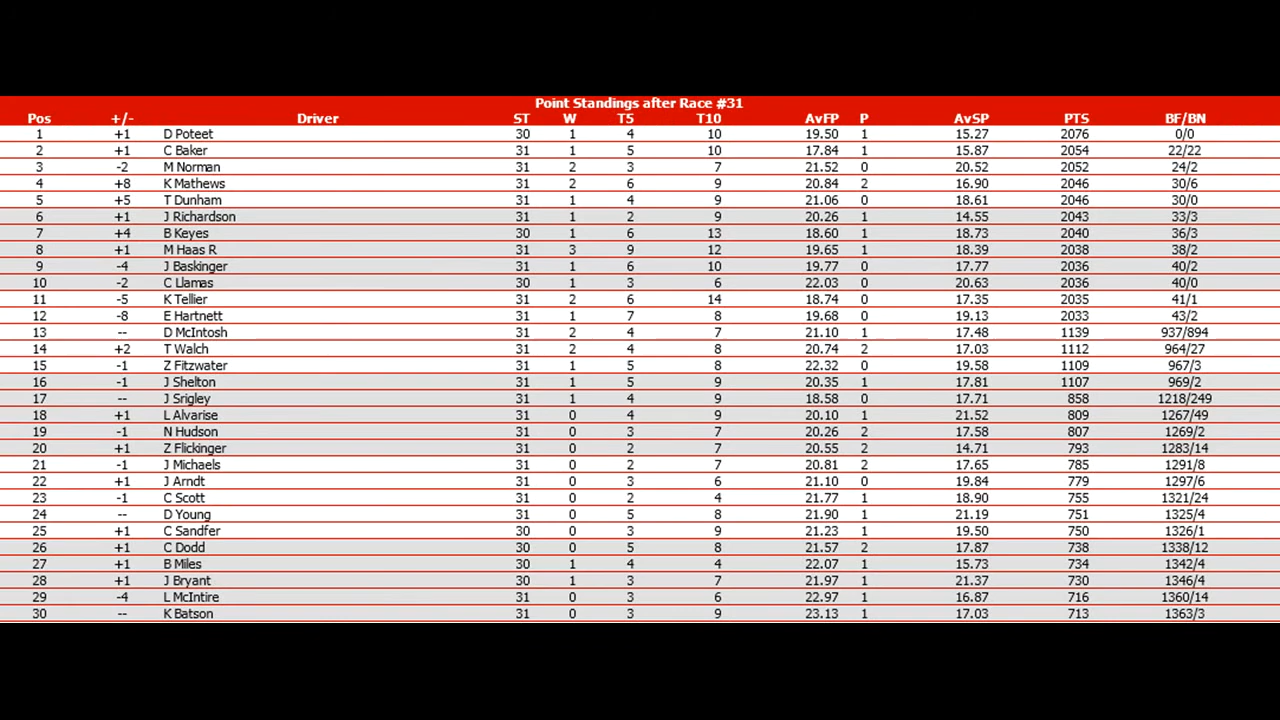 Point Standings after Race #31
Pos +/- Driver ST W T5 T10 AvFP P AvSP PTS BF/BN
1 +1 D Poteet 30 1 4 10 19.50 1 15.27 2076 0/0
2 +1 C Baker 31 1 5 10 17.84 1 15.87 2054 22/22
3 -2 M Norman 31 2 3 7 21.52 0 20.52 2052 24/2
4 +8 K Mathews 31 2 6 9 20.84 2 16.90 2046 30/6
5 +5 T Dunham 31 1 4 9 21.06 0 18.61 2046 30/0
6 +1 J Richardson 31 1 2 9 20.26 1 14.55 2043 33/3
7 +4 B Keyes 30 1 6 13 18.60 1 18.73 2040 36/3
8 +1 M Haas R 31 3 9 12 19.65 1 18.39 2038 38/2
9 -4 J Baskinger 31 1 6 10 19.77 0 17.77 2036 40/2
10 -2 C Llamas 30 1 3 6 22.03 0 20.63 2036 40/0
11 -5 K Tellier 31 2 6 14 18.74 0 17.35 2035 41/1
12 -8 E Hartnett 31 1 7 8 19.68 0 19.13 2033 43/2
13 -- D McIntosh 31 2 4 7 21.10 1 17.48 1139 937/894
14 +2 T Walch 31 2 4 8 20.74 2 17.03 1112 964/27
15 -1 Z Fitzwater 31 1 5 8 22.32 0 19.58 1109 967/3
16 -1 J Shelton 31 1 5 9 20.35 1 17.81 1107 969/2
17 -- J Srigley 31 1 4 9 18.58 0 17.71 858 1218/249
18 +1 L Alvarise 31 0 4 9 20.10 1 21.52 809 1267/49
19 -1 N Hudson 31 0 3 7 20.26 2 17.58 807 1269/2
20 +1 Z Flickinger 31 0 2 7 20.55 2 14.71 793 1283/14
21 -1 J Michaels 31 0 2 7 20.81 2 17.65 785 1291/8
22 +1 J Arndt 31 0 3 6 21.10 0 19.84 779 1297/6
23 -1 C Scott 31 0 2 4 21.77 1 18.90 755 1321/24
24 -- D Young 31 0 5 8 21.90 1 21.19 751 1325/4
25 +1 C Sandfer 30 0 3 9 21.23 1 19.50 750 1326/1
26 +1 C Dodd 30 0 5 8 21.57 2 17.87 738 1338/12
27 +1 B Miles 30 1 4 4 22.07 1 15.73 734 1342/4
28 +1 J Bryant 30 1 3 7 21.97 1 21.37 730 1346/4
29 -4 L McIntire 31 0 3 6 22.97 1 16.87 716 1360/14
30 -- K Batson 31 0 3 9 23.13 1 17.03 713 1363/3